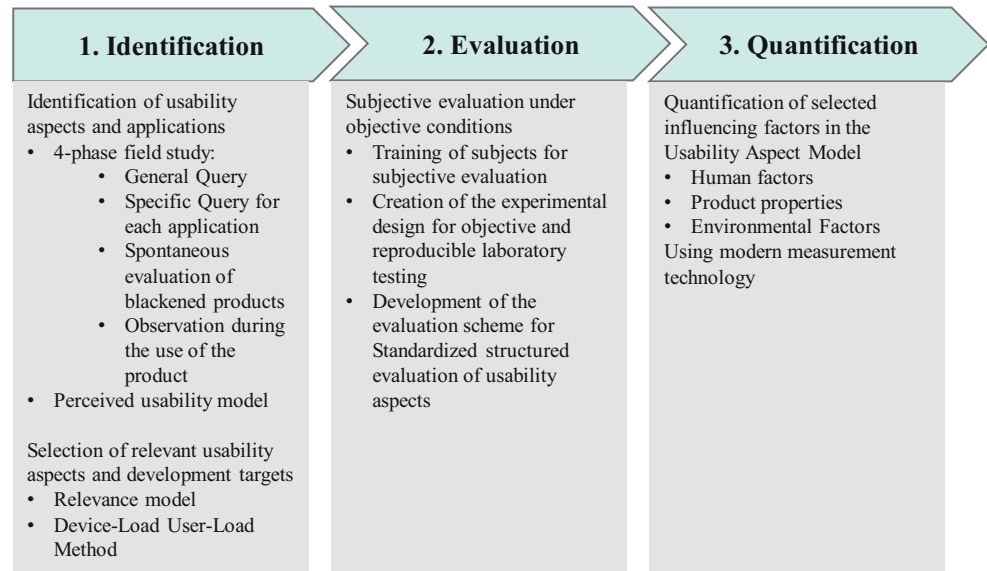 1. Identification
Identification of usability
aspects and applications
• 4-phase field study:
• General Query
• Specific Query for
each application
• Spontaneous
evaluation of
blackened products
• Observation during
the use of the
product
• Perceived usability model
Selection of relevant usability
aspects and development targets
• Relevance model
• Device-Load User-Load
Method
2. Evaluation
Subjective evaluation under
objective conditions
• Training of subjects for
subjective evaluation
• Creation of the experimental
design for objective and
reproducible laboratory
testing
• Development of the
evaluation scheme for
Standardized structured
evaluation of usability
aspects
3. Quantification
Quantification of selected
influencing factors in the
Usability Aspect Model
• Human factors
• Product properties
• Environmental Factors
Using modern measurement
technology